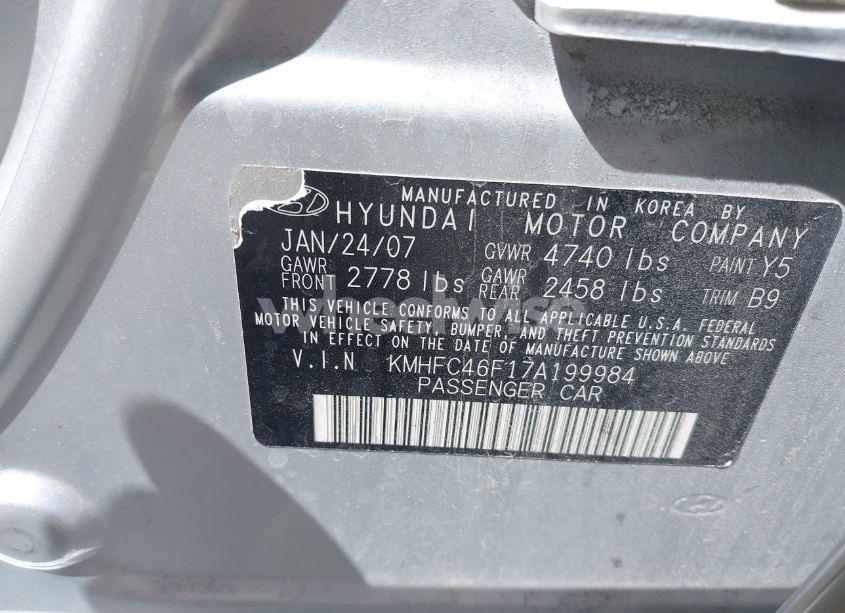 MANUFACTURED IN KOREA BY
HYUNDAI MOTOR COMPANY
JAN/24/07 GVWR 4740 lbs PAINT Y5
GAWR FRONT 2778 lbs GAWR REAR 2458 lbs TRIM B9
THIS VEHICLE CONFORMS TO ALL APPLICABLE U.S.A. FEDERAL
MOTOR VEHICLE SAFETY, BUMPER, AND THEFT PREVENTION STANDARDS
IN EFFECT ON THE DATE OF MANUFACTURE SHOWN ABOVE
V.I.N KMHFC46F17A199984
PASSENGER CAR